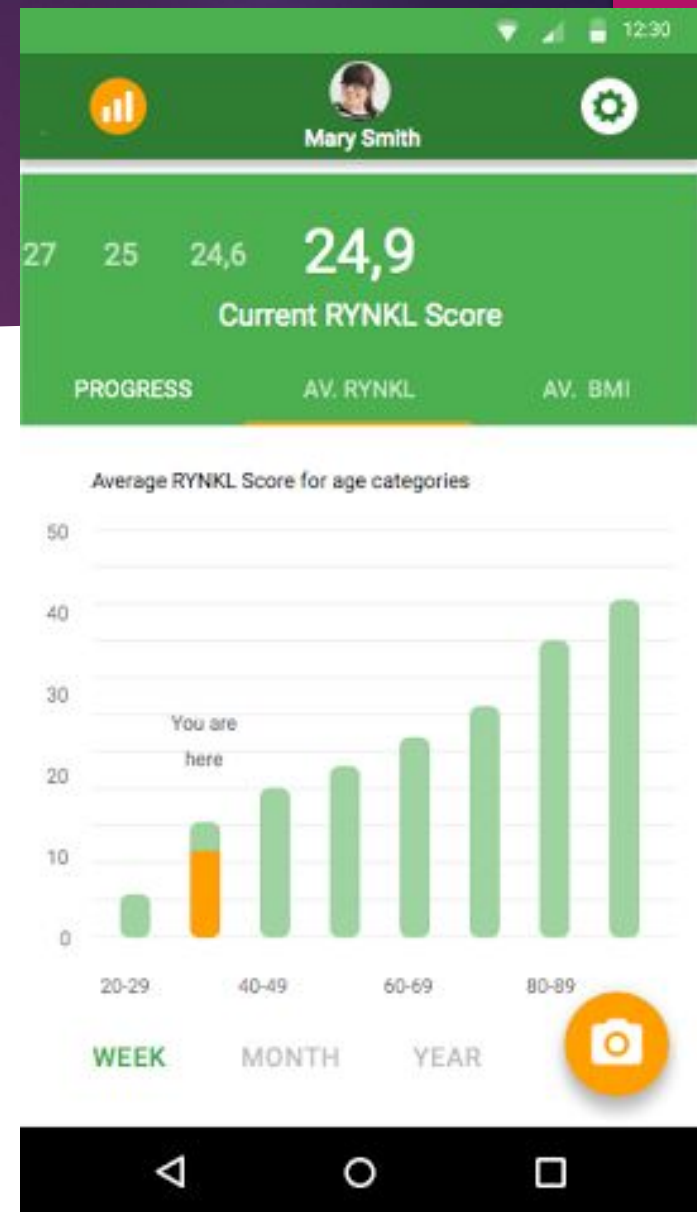 12:30
Mary Smith
27 25 24,6 24,9
Current RYNKL Score
PROGRESS AV. RYNKL AV. BMI
Average RYNKL Score for age categories
50
40
30
You are
here
20
10
0
20-29 40-49 60-69 80-89
WEEK MONTH YEAR